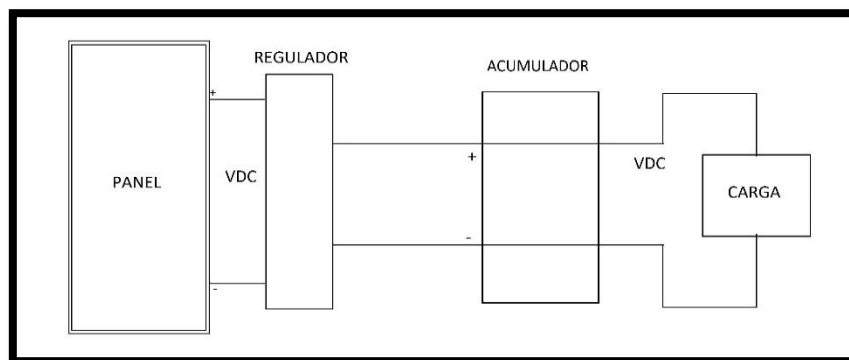 REGULADOR
ACUMULADOR
+
PANEL
VDC
+
VDC
CARGA
-
-